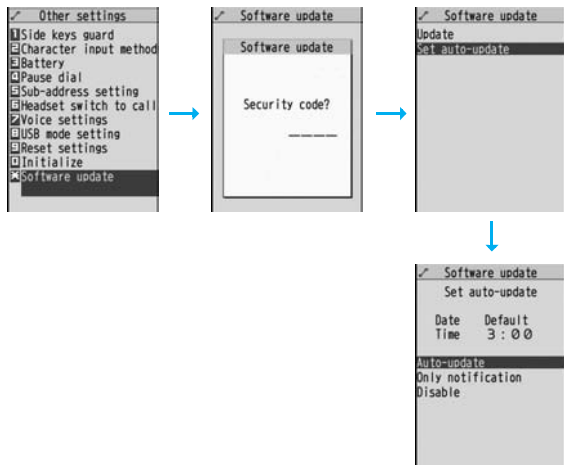 Other settings
1Side keys guard
2Character input method
3Battery
4Pause dial
5Sub-address setting
6Headset switch to call
7Voice settings
8USB mode setting
9Reset settings
0Initialize
*Software update
Software update
Software update
Security code?
____
Software update
Update
Set auto-update
Software update
Set auto-update
Date Default
Time 3:00
Auto-update
Only notification
Disable